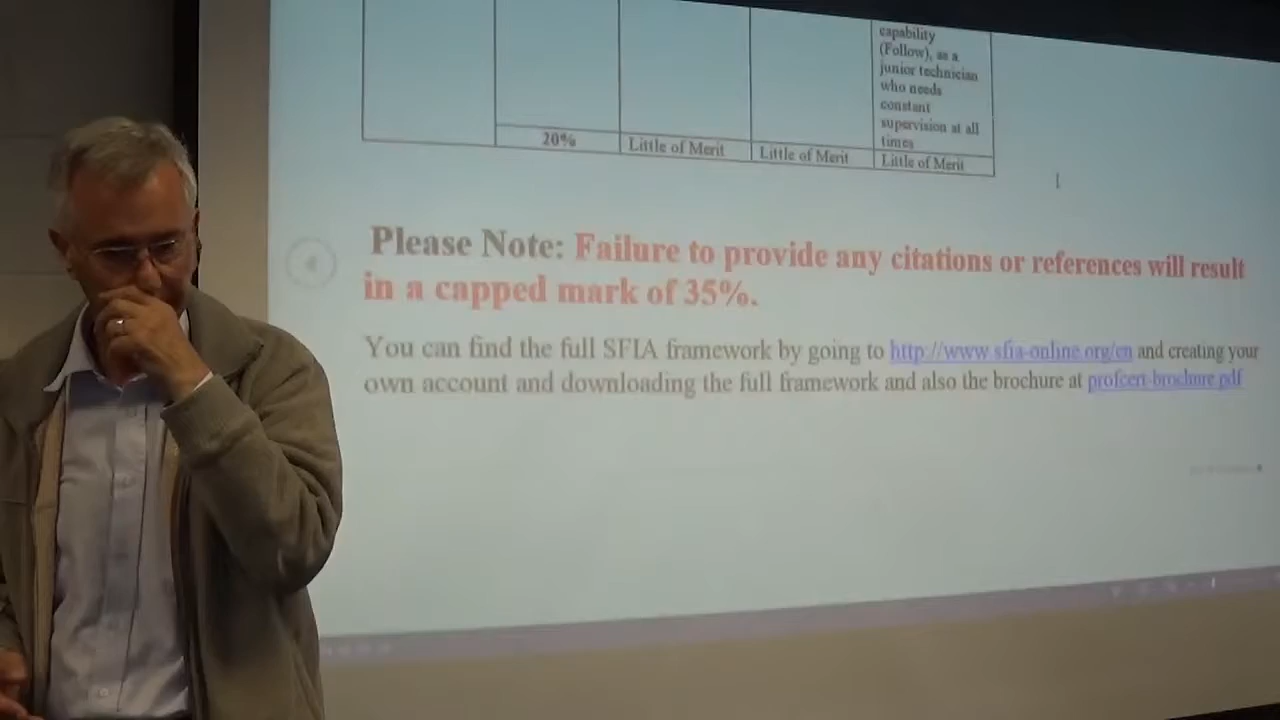 capability
(Follow), as a
junior technician
who needs
constant
supervision at all
times
20% Little of Merit Little of Merit Little of Merit
Please Note: Failure to provide any citations or references will result
in a capped mark of 35%.
You can find the full SFIA framework by going to http://www.sfia-online.org/en and creating your
own account and downloading the full framework and also the brochure at profcert-brochure.pdf